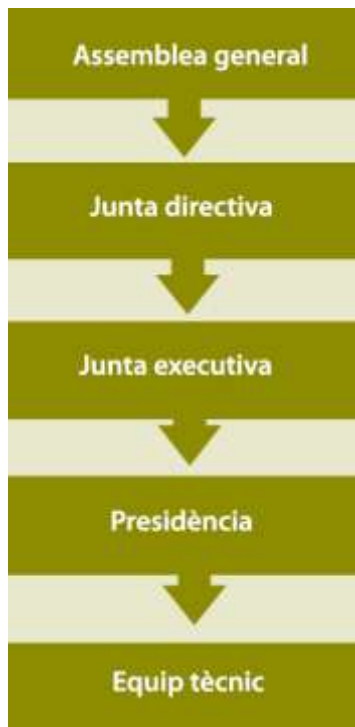 Assemblea general
Junta directiva
Junta executiva
Presidència
Equip tècnic